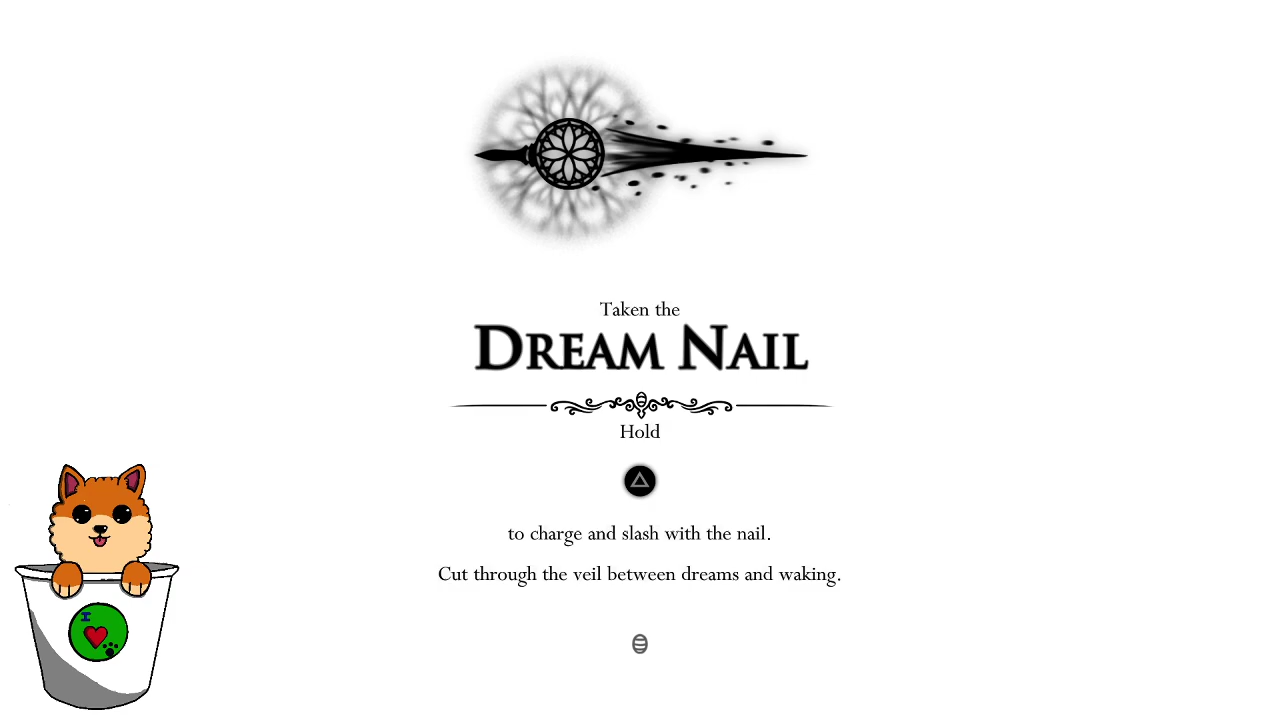 Taken the
DREAM NAIL
Hold
to charge and slash with the nail.
Cut through the veil between dreams and waking.
I